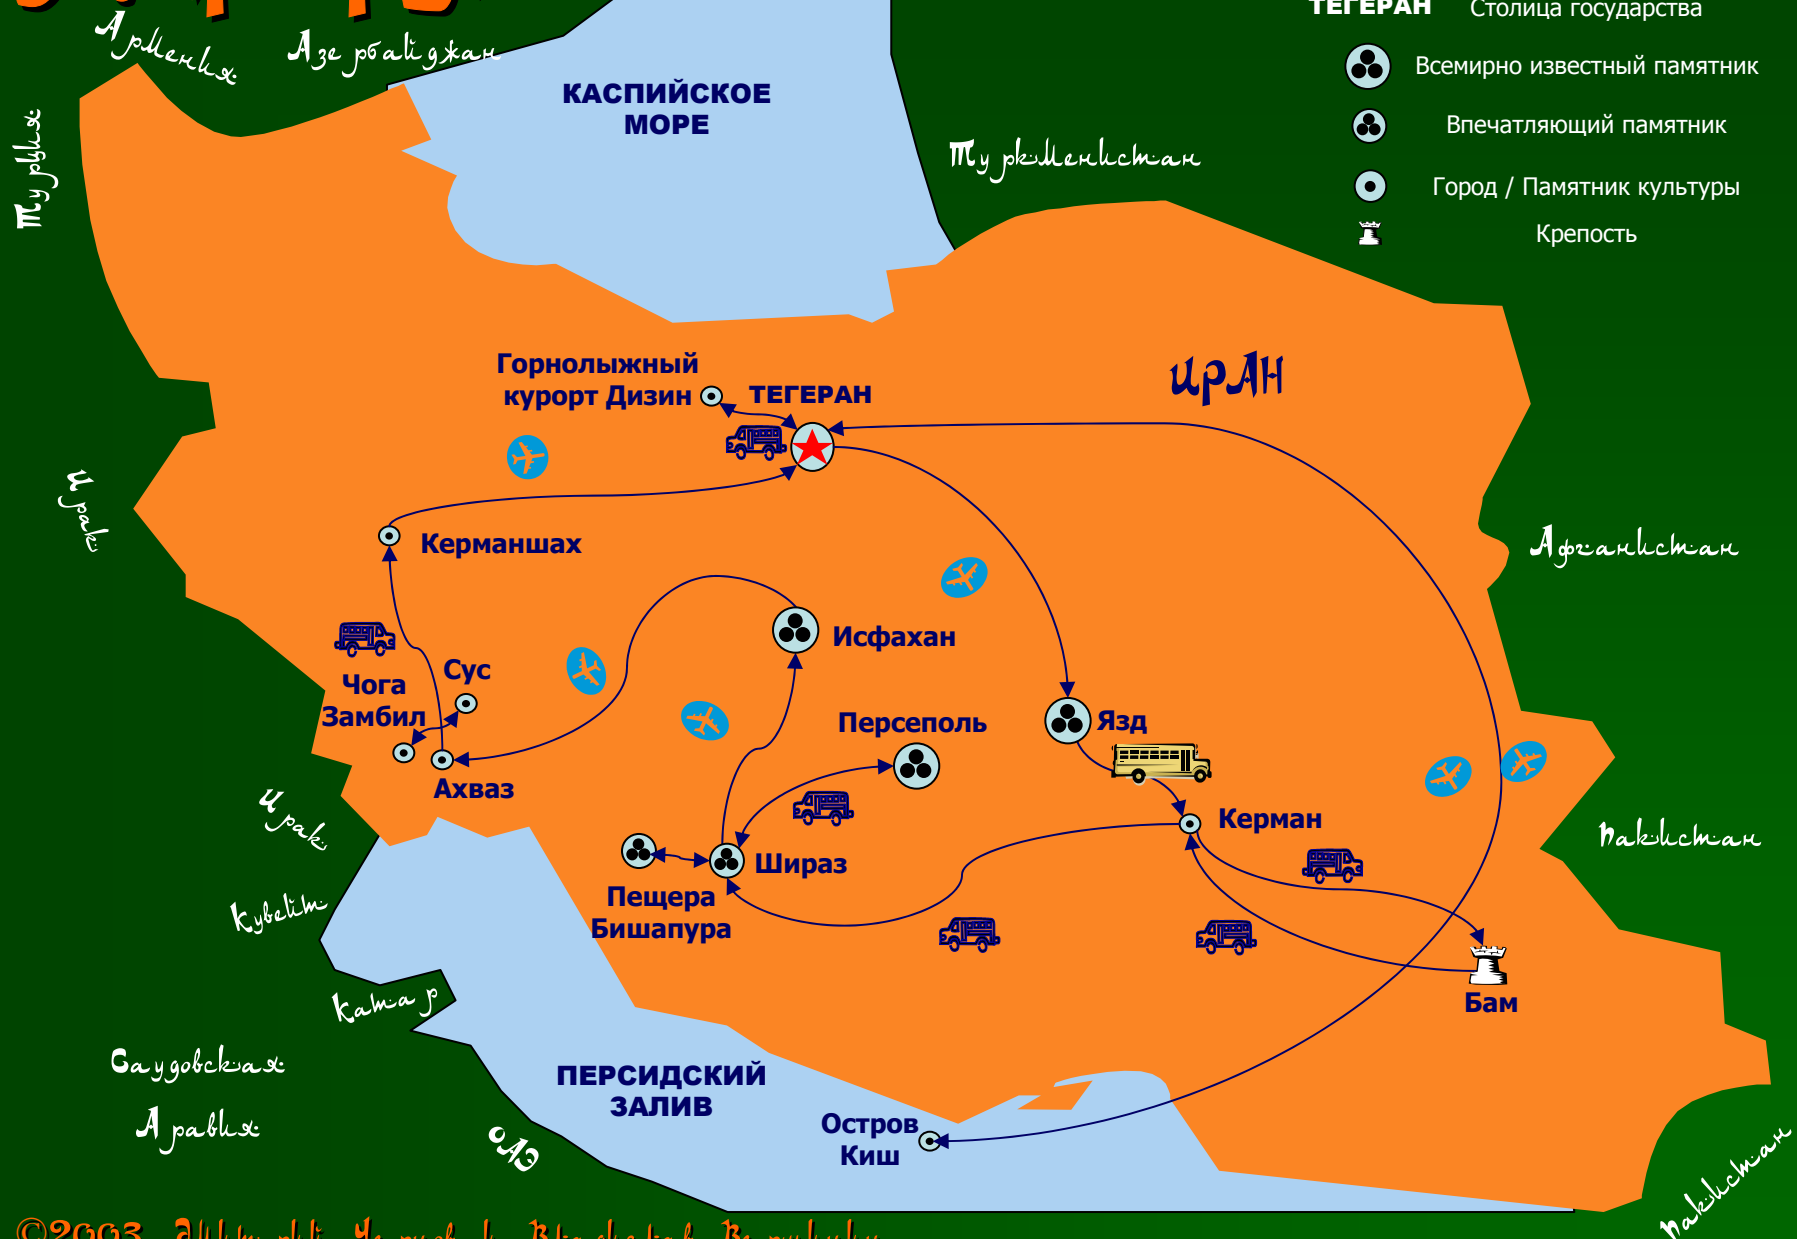 ТЕГЕРАН Столица государства
Армения
Азербайджан
Всемирно известный памятник
КАСПИЙСКОЕ
МОРЕ
Впечатляющий памятник
Турция
Туркменистан
Город / Памятник культуры
Крепость
Горнолыжный
курорт Дизин
ТЕГЕРАН
ИРАН
Ирак
Керманшах
Афганистан
Исфахан
Сус
Чога
Замбил
Персеполь
Язд
Ахваз
Ирак
Керман
Пакистан
Шираз
Пещера
Бишапура
Кувейт
Катар
Бам
Саудовская
Аравия
ПЕРСИДСКИЙ
ЗАЛИВ
ОАЭ
Остров
Киш
Пакистан
©2003